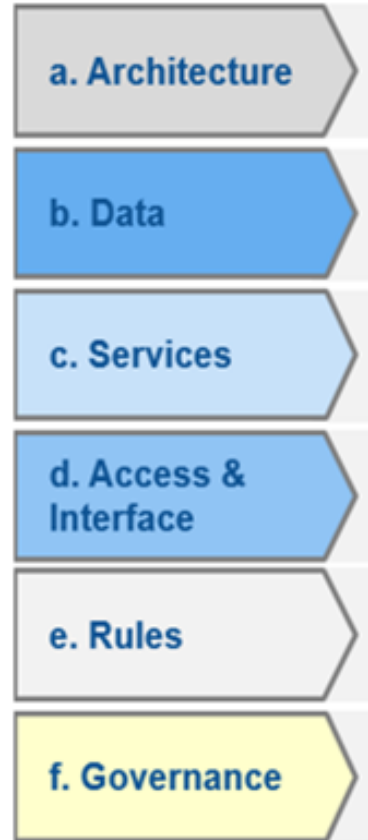 a. Architecture
b. Data
c. Services
d. Access &
Interface
e. Rules
f. Governance